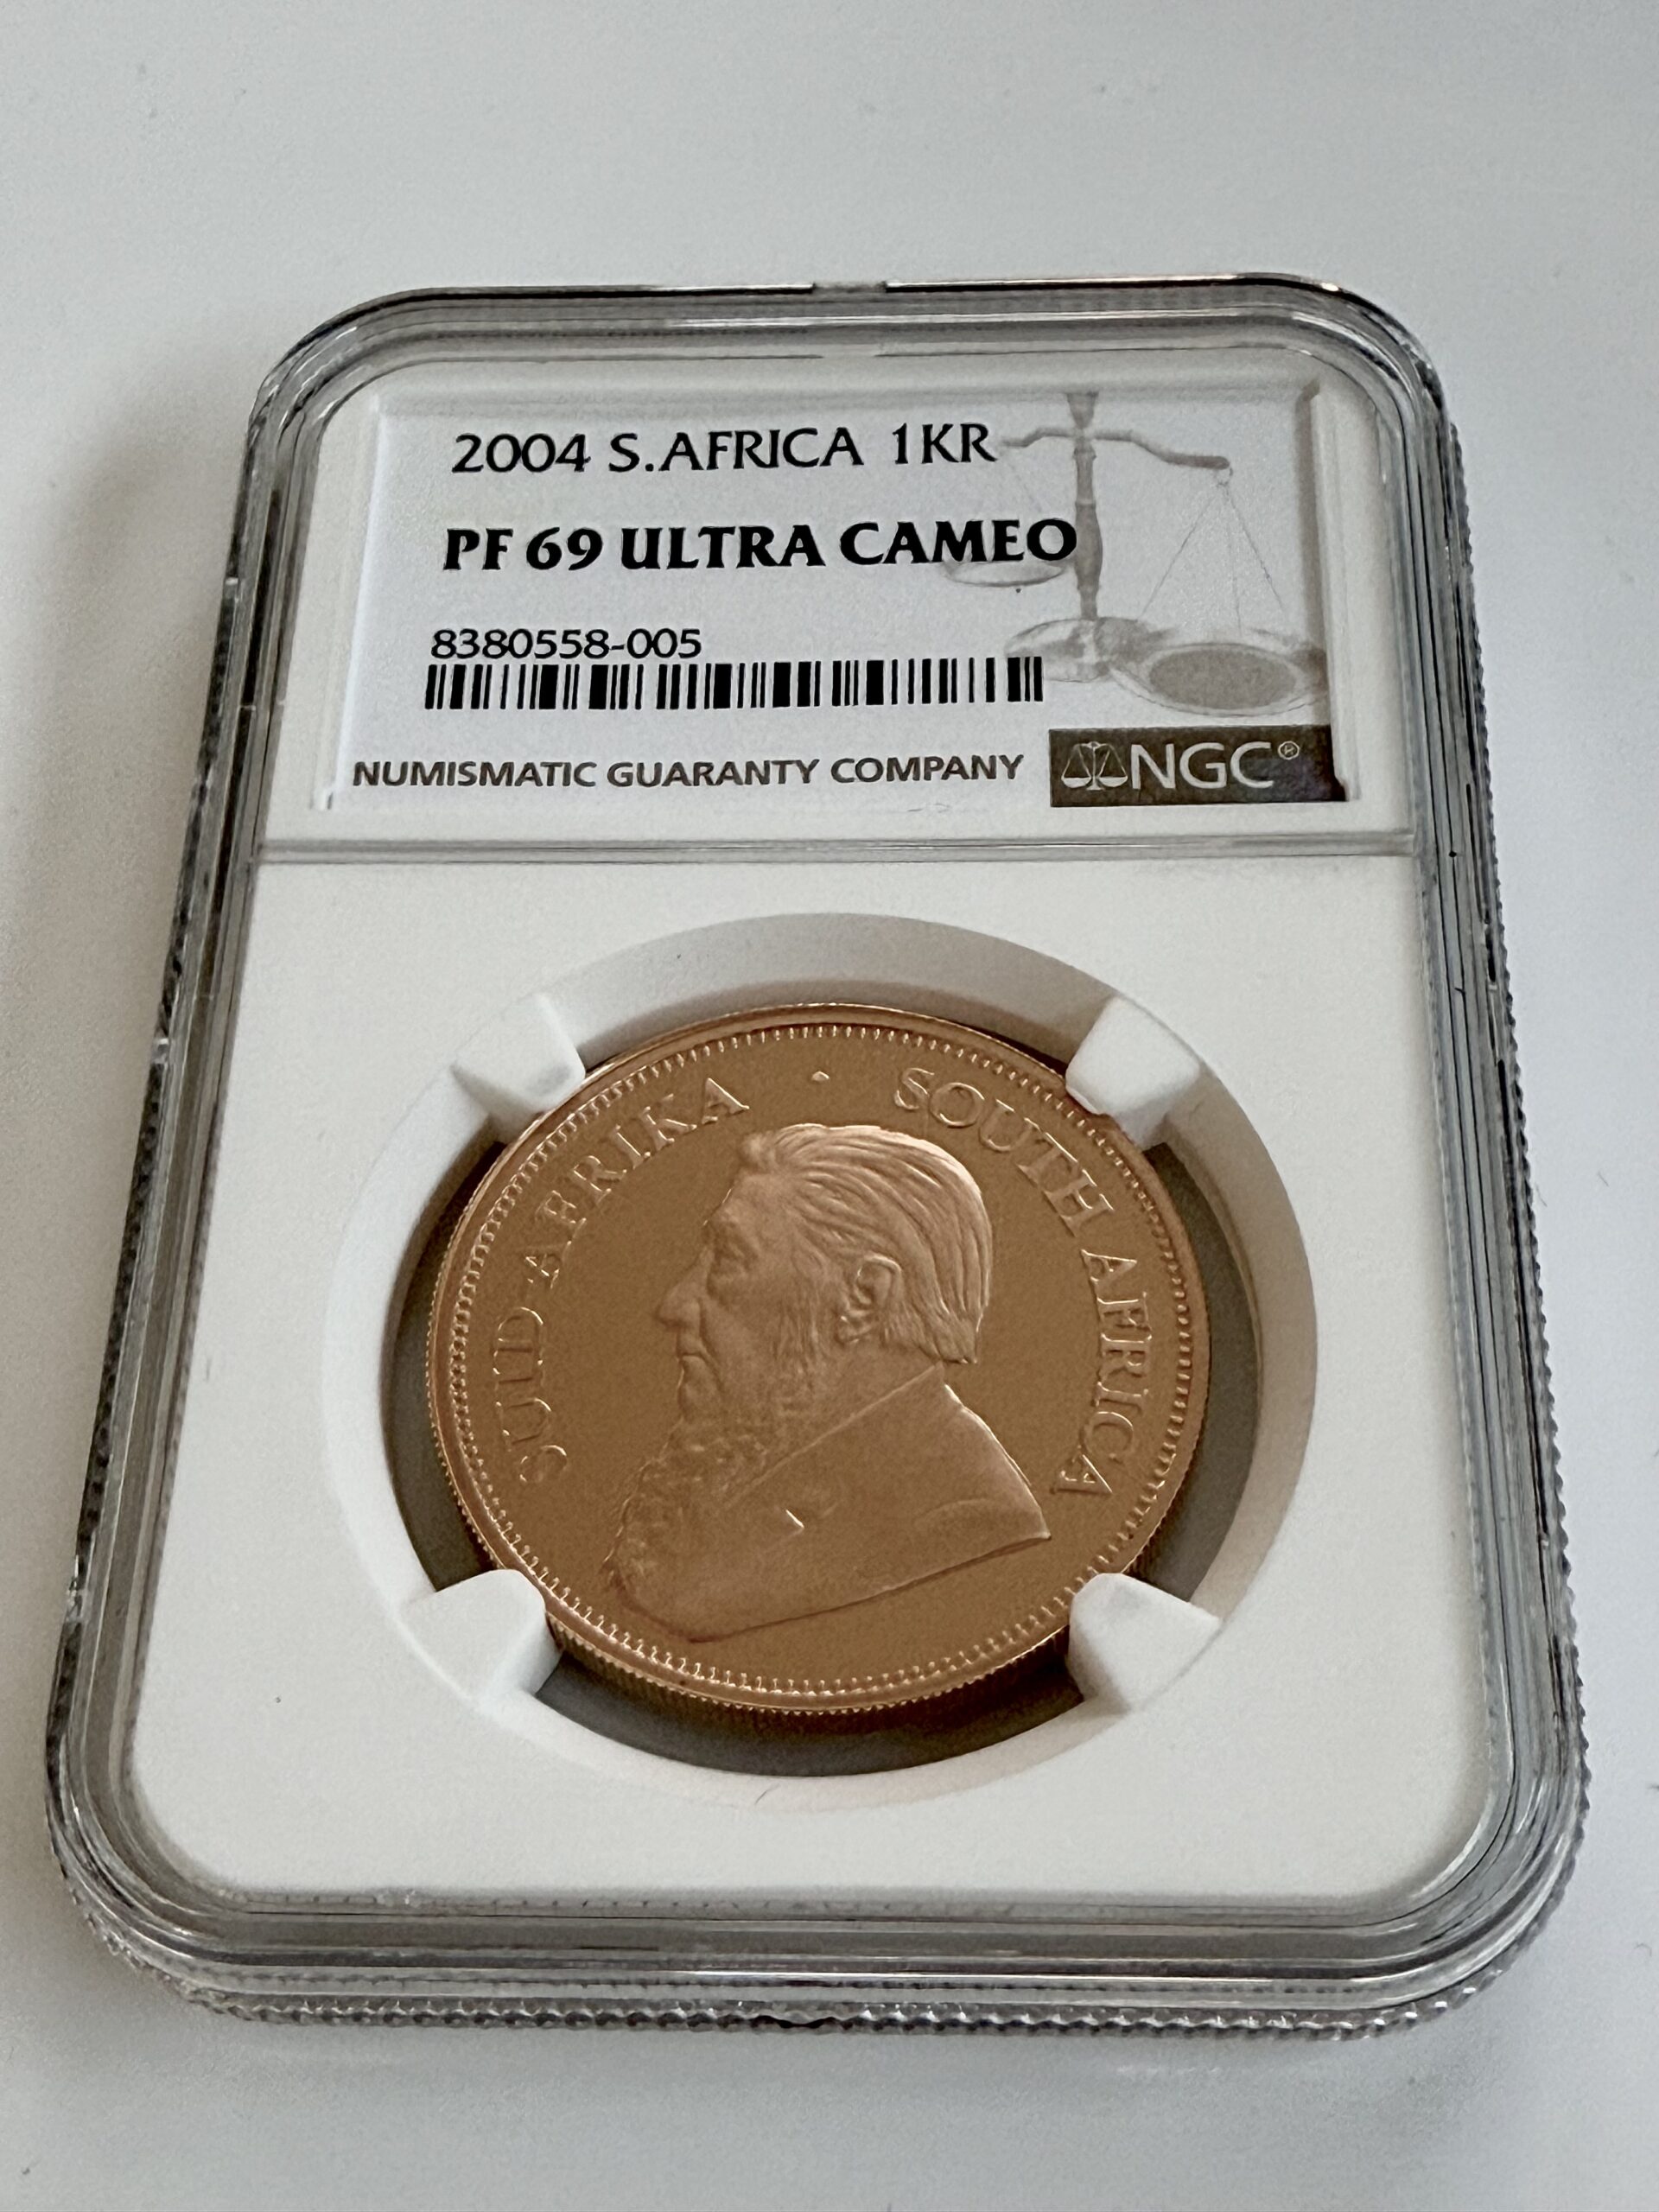 2004 S.AFRICA 1KR
PF 69 ULTRA CAMEO
8380558-005
NUMISMATIC GUARANTY COMPANY
NGC®
SUID-AFRIKA · SOUTH AFRICA